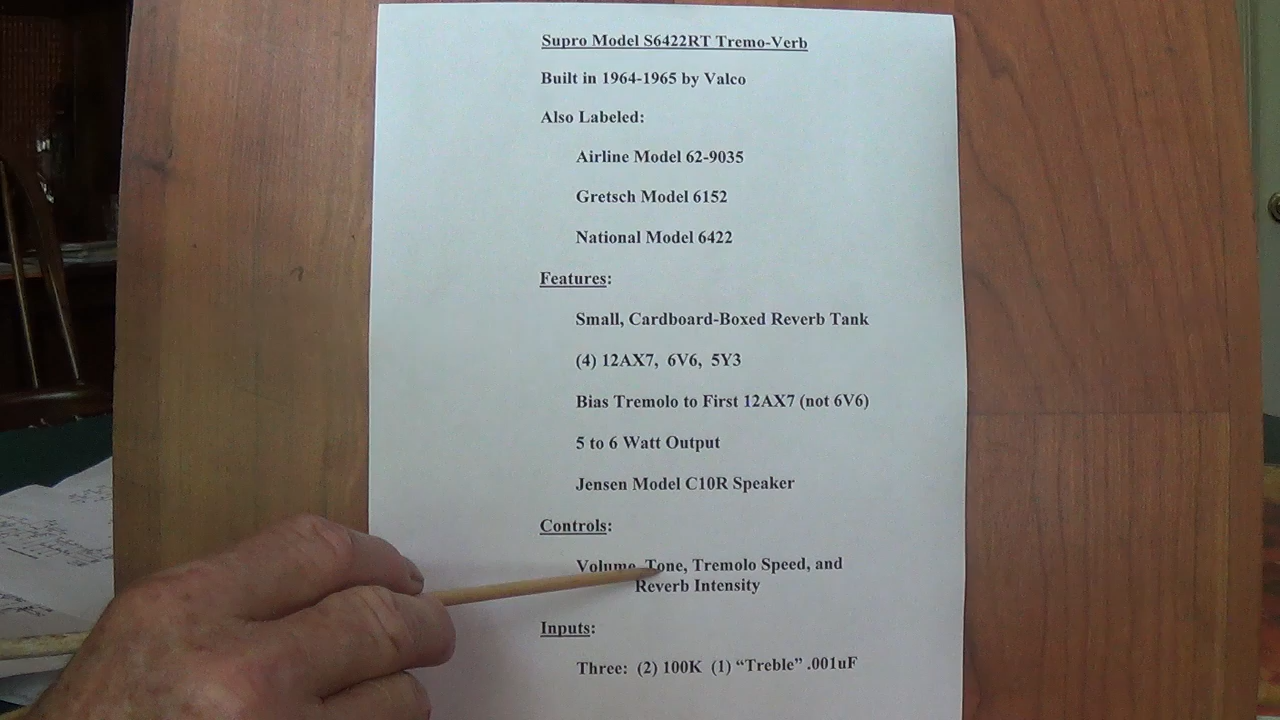 Supro Model S6422RT Tremo-Verb
Built in 1964-1965 by Valco
Also Labeled:
Airline Model 62-9035
Gretsch Model 6152
National Model 6422
Features:
Small, Cardboard-Boxed Reverb Tank
(4) 12AX7, 6V6, 5Y3
Bias Tremolo to First 12AX7 (not 6V6)
5 to 6 Watt Output
Jensen Model C10R Speaker
Controls:
Volume, Tone, Tremolo Speed, and
Reverb Intensity
Inputs:
Three: (2) 100K (1) “Treble” .001uF